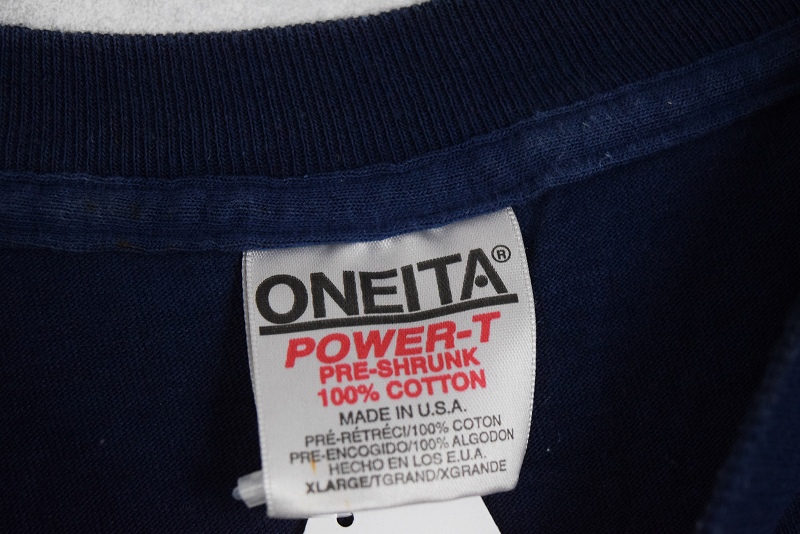 ONEITA®
POWER-T
PRE-SHRUNK
100% COTTON
MADE IN U.S.A.
PRÉ-RÉTRÉCI/100% COTON
PRE-ENCOGIDO/100% ALGODON
HECHO EN LOS E.U.A.
XLARGE/TGRAND/XGRANDE